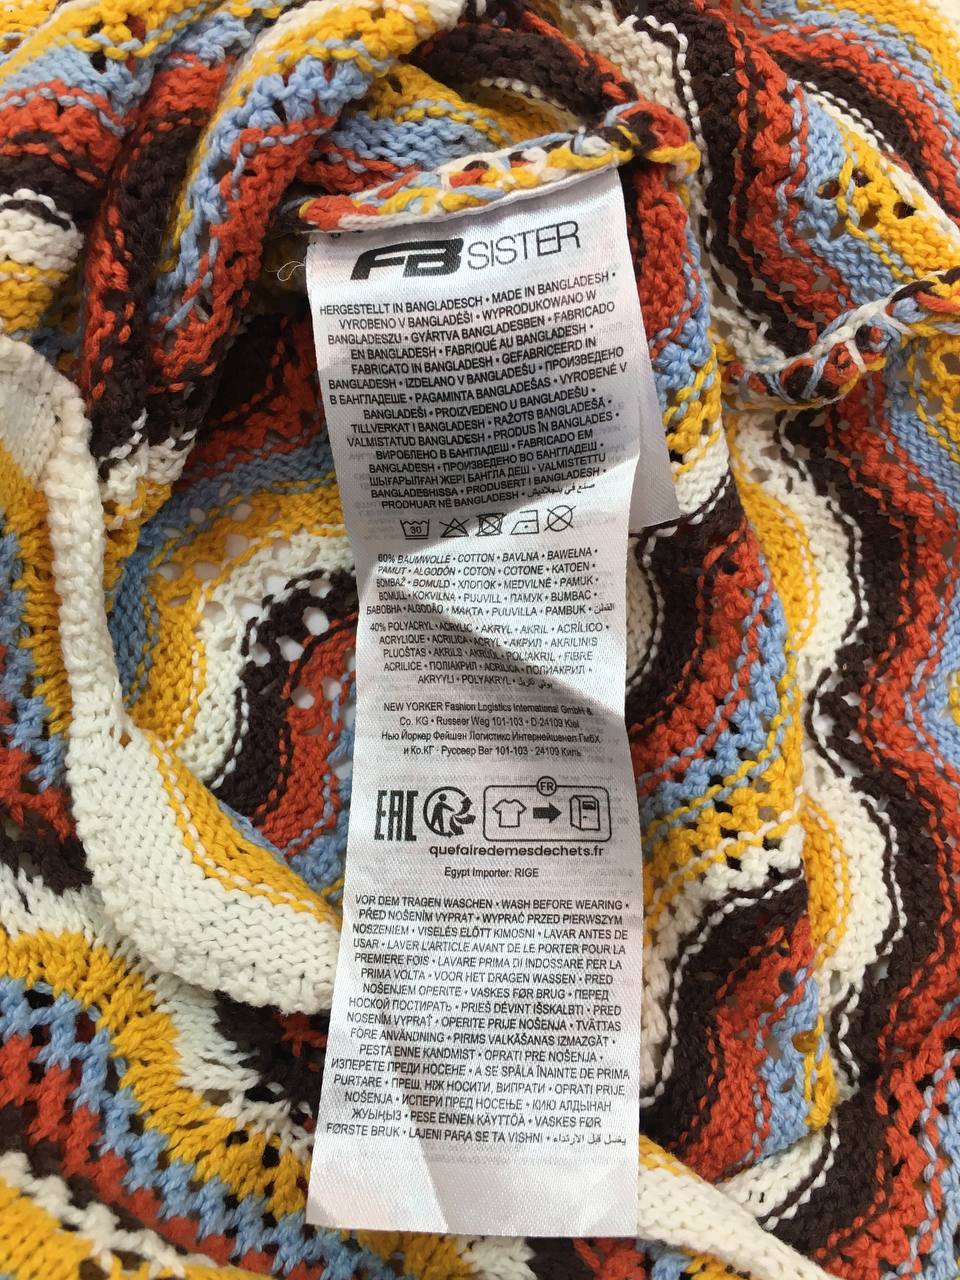 FB SISTER
HERGESTELLT IN BANGLADESCH • MADE IN BANGLADESH •
VYROBENO V BANGLADÉŠI • WYPRODUKOWANO W
BANGLADESZU • GYÁRTVA BANGLADESBEN • FABRICADO
EN BANGLADESH • FABRIQUÉ AU BANGLADESH •
FABRICATO IN BANGLADESH • GEFABRICEERD IN
BANGLADESH • IZDELANO V BANGLADEŠU • ПРОИЗВЕДЕНО
В БАНГЛАДЕШЕ • PAGAMINTA BANGLADEŠAS • VYROBENÉ V
BANGLADEŠI • PROIZVEDENO U BANGLADEŠU •
TILLVERKAT I BANGLADESH • RAŽOTS BANGLADEŠĀ •
VALMISTATUD BANGLADESH • PRODUS ÎN BANGLADES •
ВИРОБЛЕНО В БАНГЛАДЕШ • FABRICADO EM
BANGLADESH • ПРОИЗВЕДЕНО ВО БАНГЛАДЕШ •
ШЫҒАРЫЛҒАН ЖЕРІ БАНГЛА ДЕШ • VALMISTETTU
BANGLADESHISSA • PRODUSERT I BANGLADESH •
PRODHUAR NË BANGLADESH • صنع في بنجلاديش
30
60% BAUMWOLLE • COTTON • BAVLNA • BAWEŁNA •
PAMUT • ALGODÓN • COTON • COTONE • KATOEN •
BOMBAŽ • BOMULD • ХЛОПОК • MEDVILNĖ • PAMUK •
BOMULL • KOKVILNA • PUUVILL • ПАМУК • BUMBAC •
БАВОВНА • ALGODÃO • МАКТА • PUUVILLA • PAMBUK • القطن
40% POLYACRYL • ACRYLIC • AKRYL • AKRIL • ACRÍLICO •
ACRYLIQUE • ACRILICA • ACRYL • АКРИЛ • AKRILINIS
PLUOŠTAS • AKRILS • AKRÜÜL • POLIAKRIL • FIBRE
ACRILICE • ПОЛІАКРИЛ • ACRÍLICA • ПОЛИАКРИЛ •
AKRYYLI • POLYAKRYL •
NEW YORKER Fashion Logistics International GmbH &
Co. KG • Russeer Weg 101-103 • D-24109 Kiel
Нью Йоркер Фейшен Логистикс Интернейшенел ГмбХ
и Ко.КГ • Руссеер Вег 101-103 • 24109 Киль
EAC FR
quefairedemesdechets.fr
Egypt Importer: RIGE
VOR DEM TRAGEN WASCHEN • WASH BEFORE WEARING •
PŘED NOŠENÍM VYPRAT • WYPRAĆ PRZED PIERWSZYM
NOSZENIEM • VISELÉS ELŐTT KIMOSNI • LAVAR ANTES DE
USAR • LAVER L'ARTICLE AVANT DE LE PORTER POUR LA
PREMIERE FOIS • LAVARE PRIMA DI INDOSSARE PER LA
PRIMA VOLTA • VOOR HET DRAGEN WASSEN • PRED
NOŠENJEM OPERITE • VASKES FØR BRUG • ПЕРЕД
НОСКОЙ ПОСТИРАТЬ • PRIEŠ DĖVINT IŠSKALBTI • PRED
NOSENÍM VYPRAŤ • OPERITE PRIJE NOŠENJA • TVÄTTAS
FÖRE ANVÄNDNING • PIRMS VALKĀŠANAS IZMAZGĀT •
PESTA ENNE KANDMIST • OPRATI PRE NOŠENJA •
ИЗПЕРЕТЕ ПРЕДИ НОСЕНЕ • A SE SPĂLA ÎNAINTE DE PRIMA
PURTARE • ПРЕШ, НІЖ НОСИТИ, ВИПРАТИ • OPRATI PRIJE
NOŠENJA • ИСПЕРИ ПРЕД НОСЕЊЕ • КИЮ АЛДЫНАН
ЖУЫҢЫЗ • PESE ENNEN KÄYTTÖÄ • VASKES FØR
FØRSTE BRUK • LAJENI PARA SE TA VISHNI • يغسل قبل الارتداء